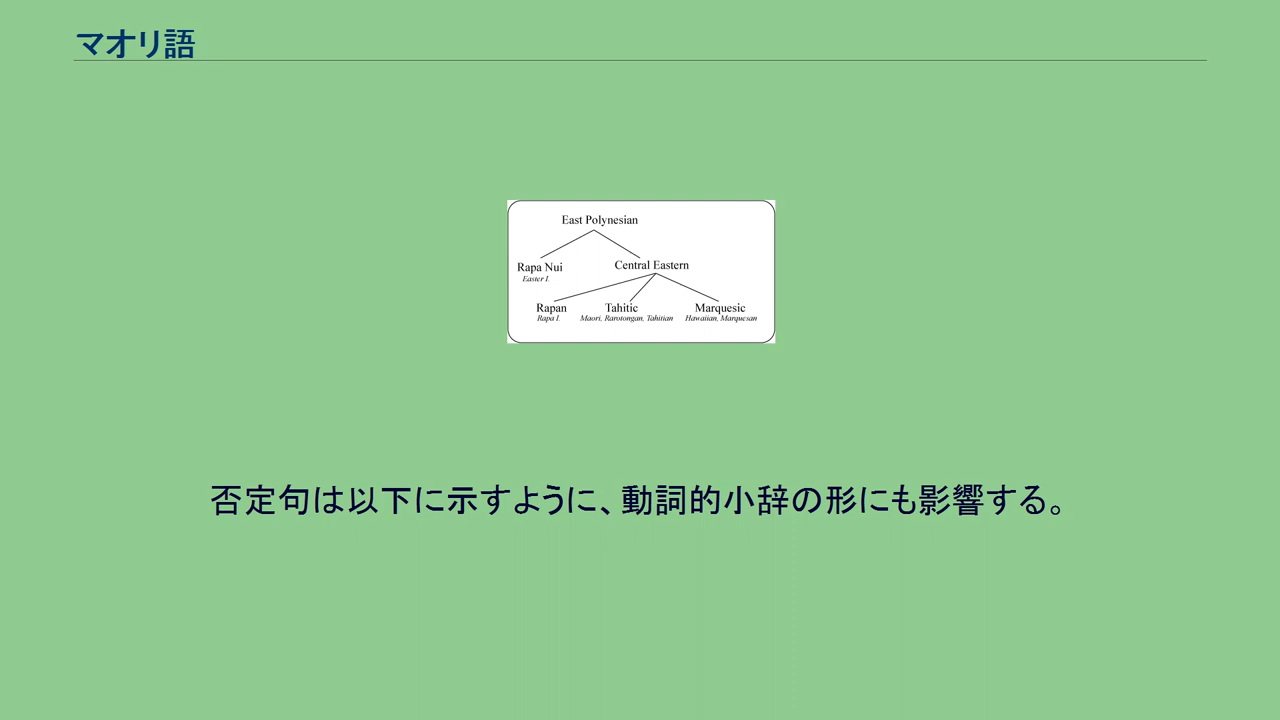 マオリ語
East Polynesian
Rapa Nui
Easter I.
Central Eastern
Rapan
Rapa I.
Tahitic
Maori, Rarotongan, Tahitian
Marquesic
Hawaiian, Marquesan
否定句は以下に示すように、動詞的小辞の形にも影響する。